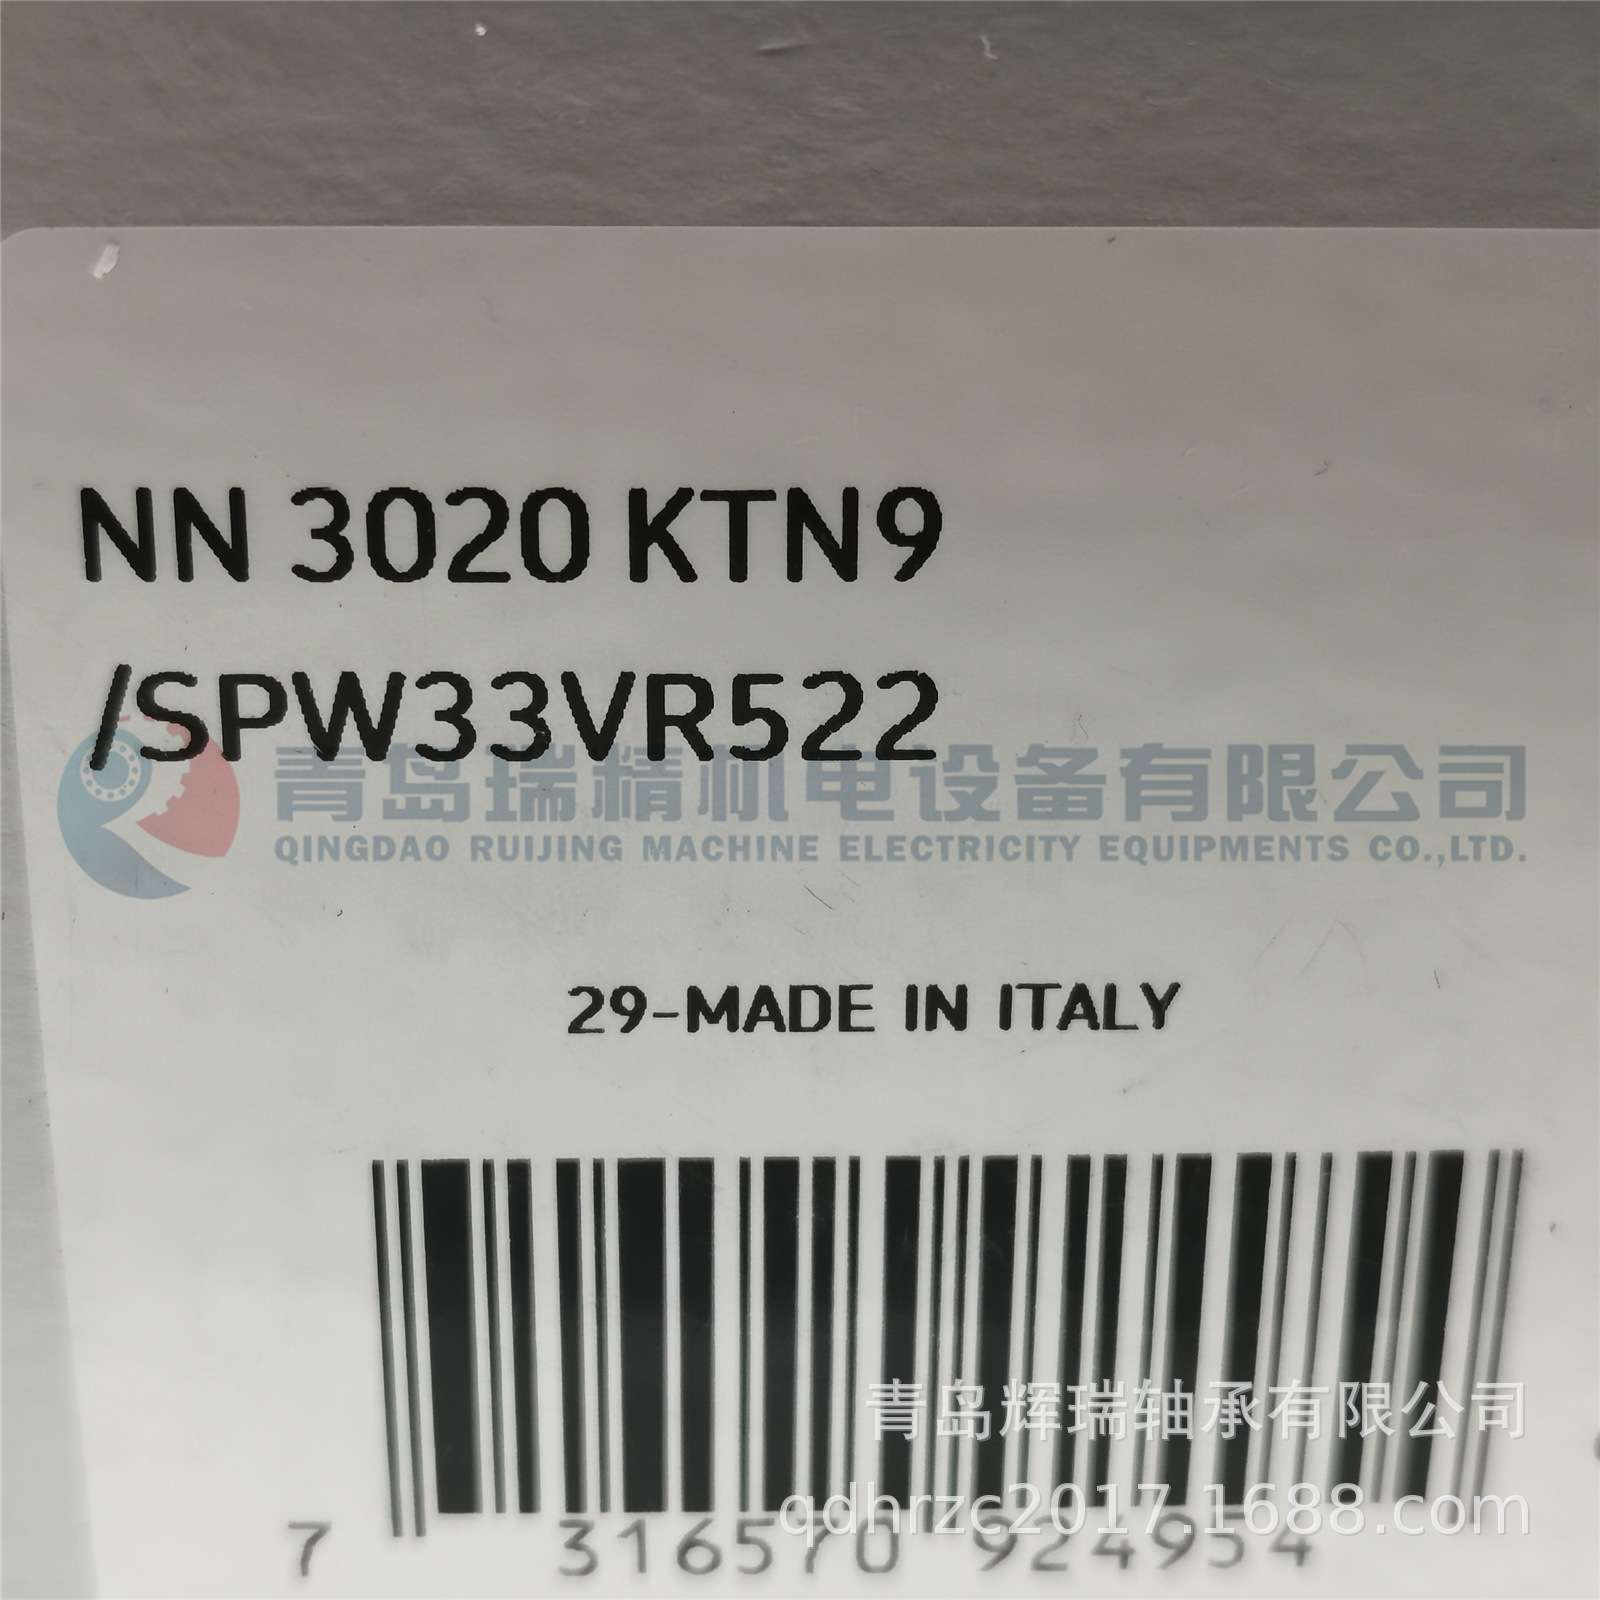 NN 3020 KTN9
/SPW33VR522
青岛瑞精机电设备有限公司
QINGDAO RUIJING MACHINE ELECTRICITY EQUIPMENTS CO.,LTD.
29-MADE IN ITALY
青岛辉瑞轴承有限公司
qdhrzc2017.1688.com
7 316570 924954